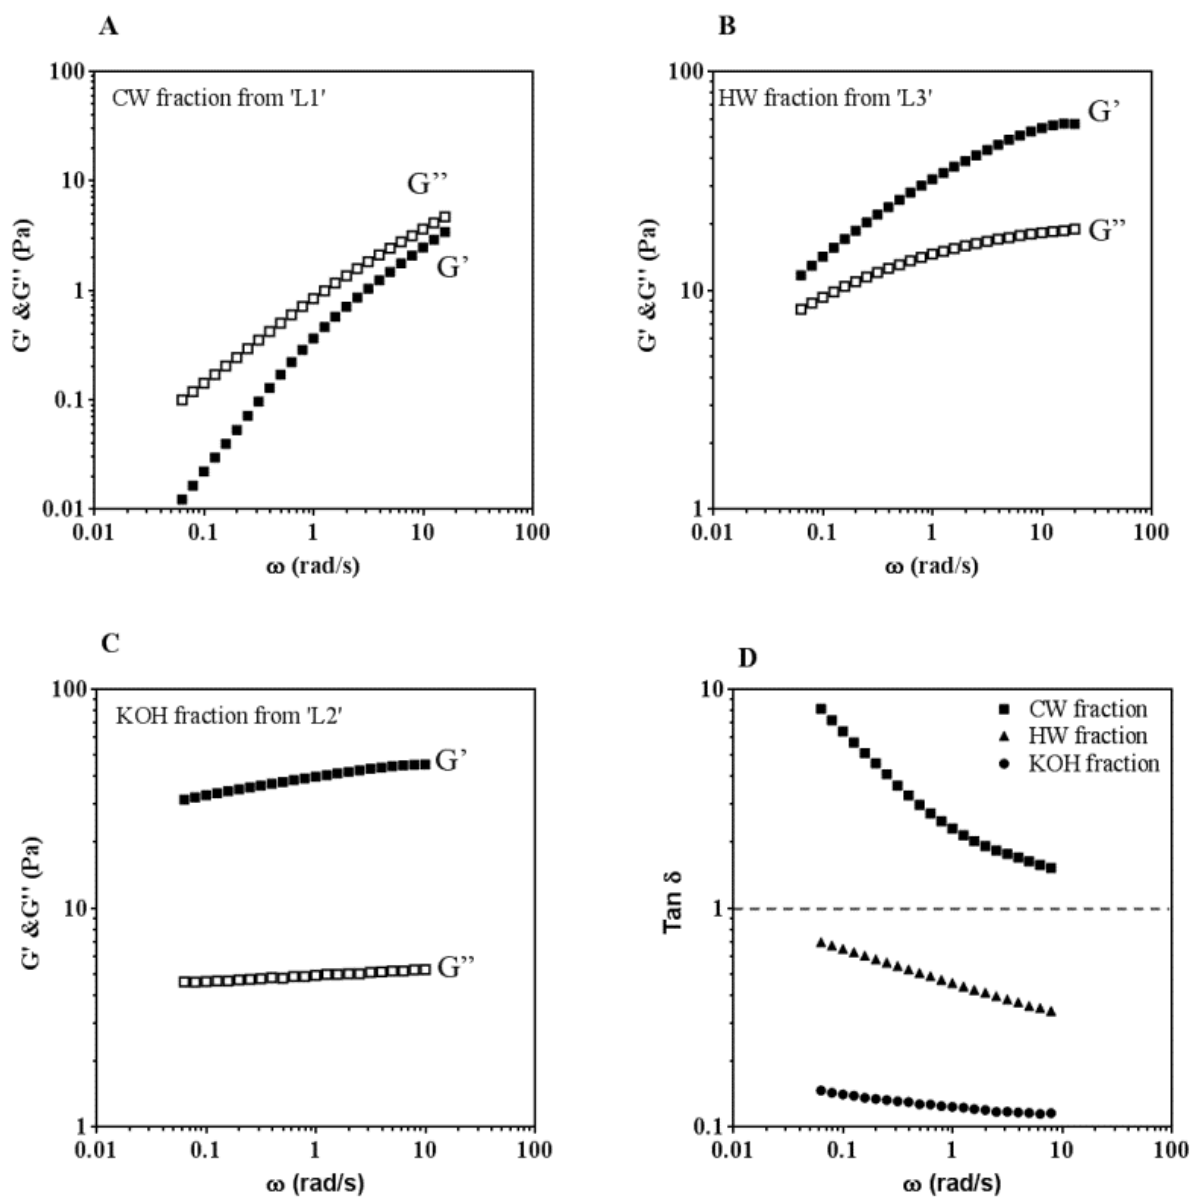 A
100
10
1
0.1
0.01
CW fraction from 'L1'
G’’
G’
G' &G'' (Pa)
0.01 0.1 1 10 100
ω (rad/s)
B
100
10
1
HW fraction from 'L3'
G’
G’’
G' &G'' (Pa)
0.01 0.1 1 10 100
ω (rad/s)
C
100
10
1
KOH fraction from 'L2'
G’
G’’
G' &G'' (Pa)
0.01 0.1 1 10 100
ω (rad/s)
D
10
1
0.1
CW fraction
HW fraction
KOH fraction
Tan δ
0.01 0.1 1 10 100
ω (rad/s)